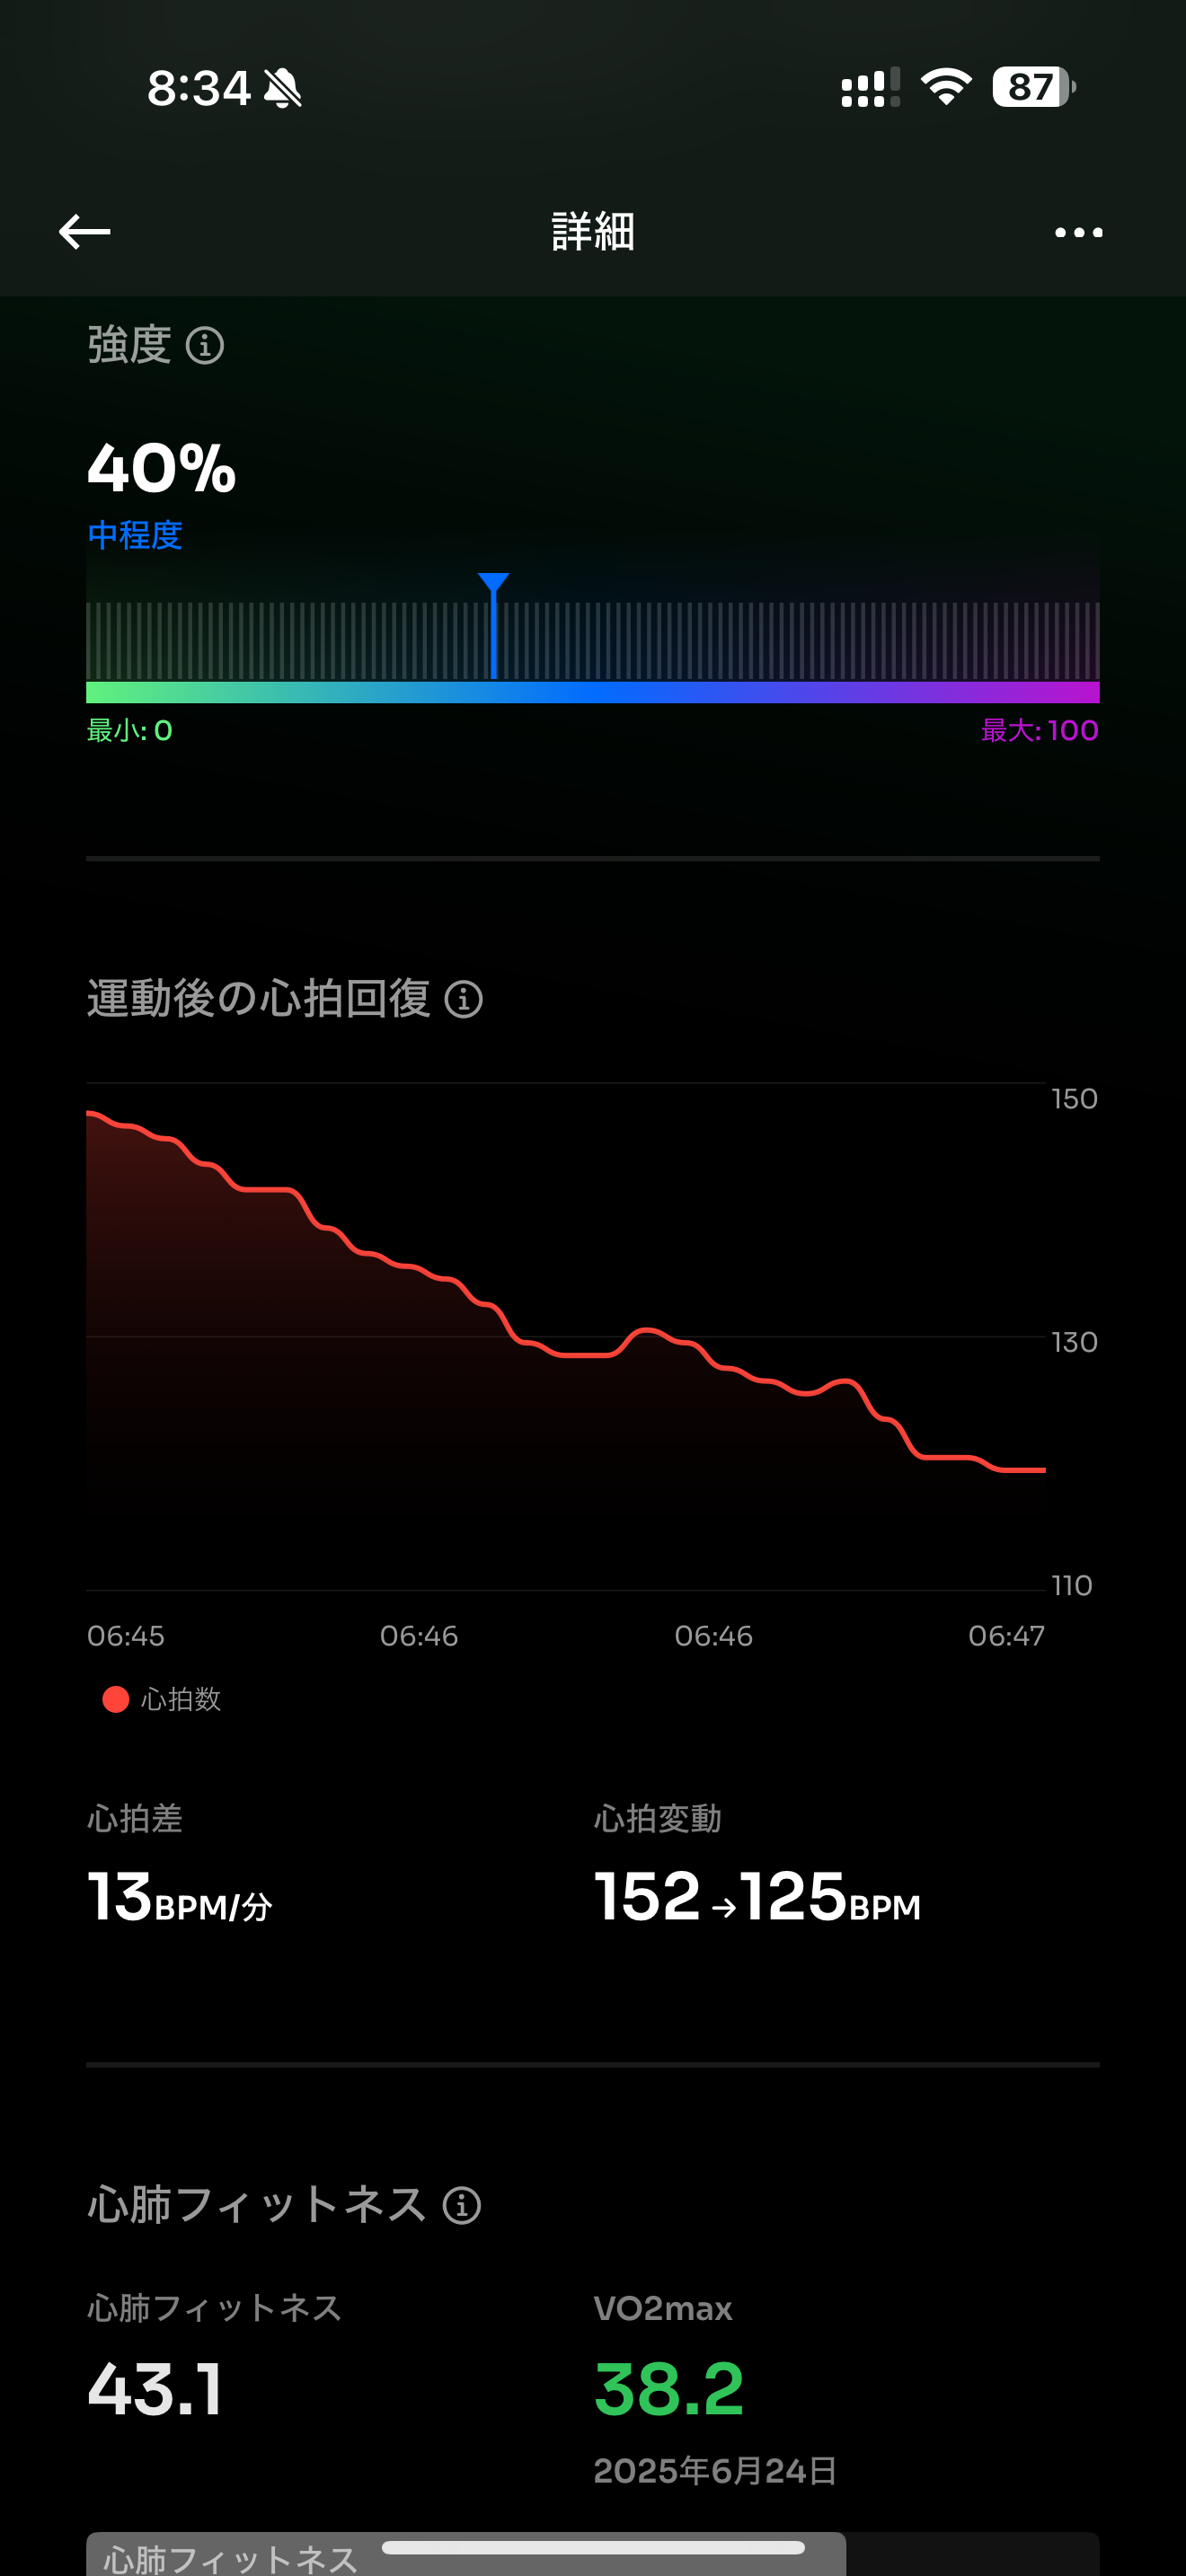 8:34
87
詳細
強度
40%
中程度
最小: 0 最大: 100
運動後の心拍回復
150
130
110
06:45 06:46 06:46 06:47
心拍数
心拍差 心拍変動
13BPM/分 152→125BPM
心肺フィットネス
心肺フィットネス VO2max
43.1 38.2
2025年6月24日
心肺フィットネス